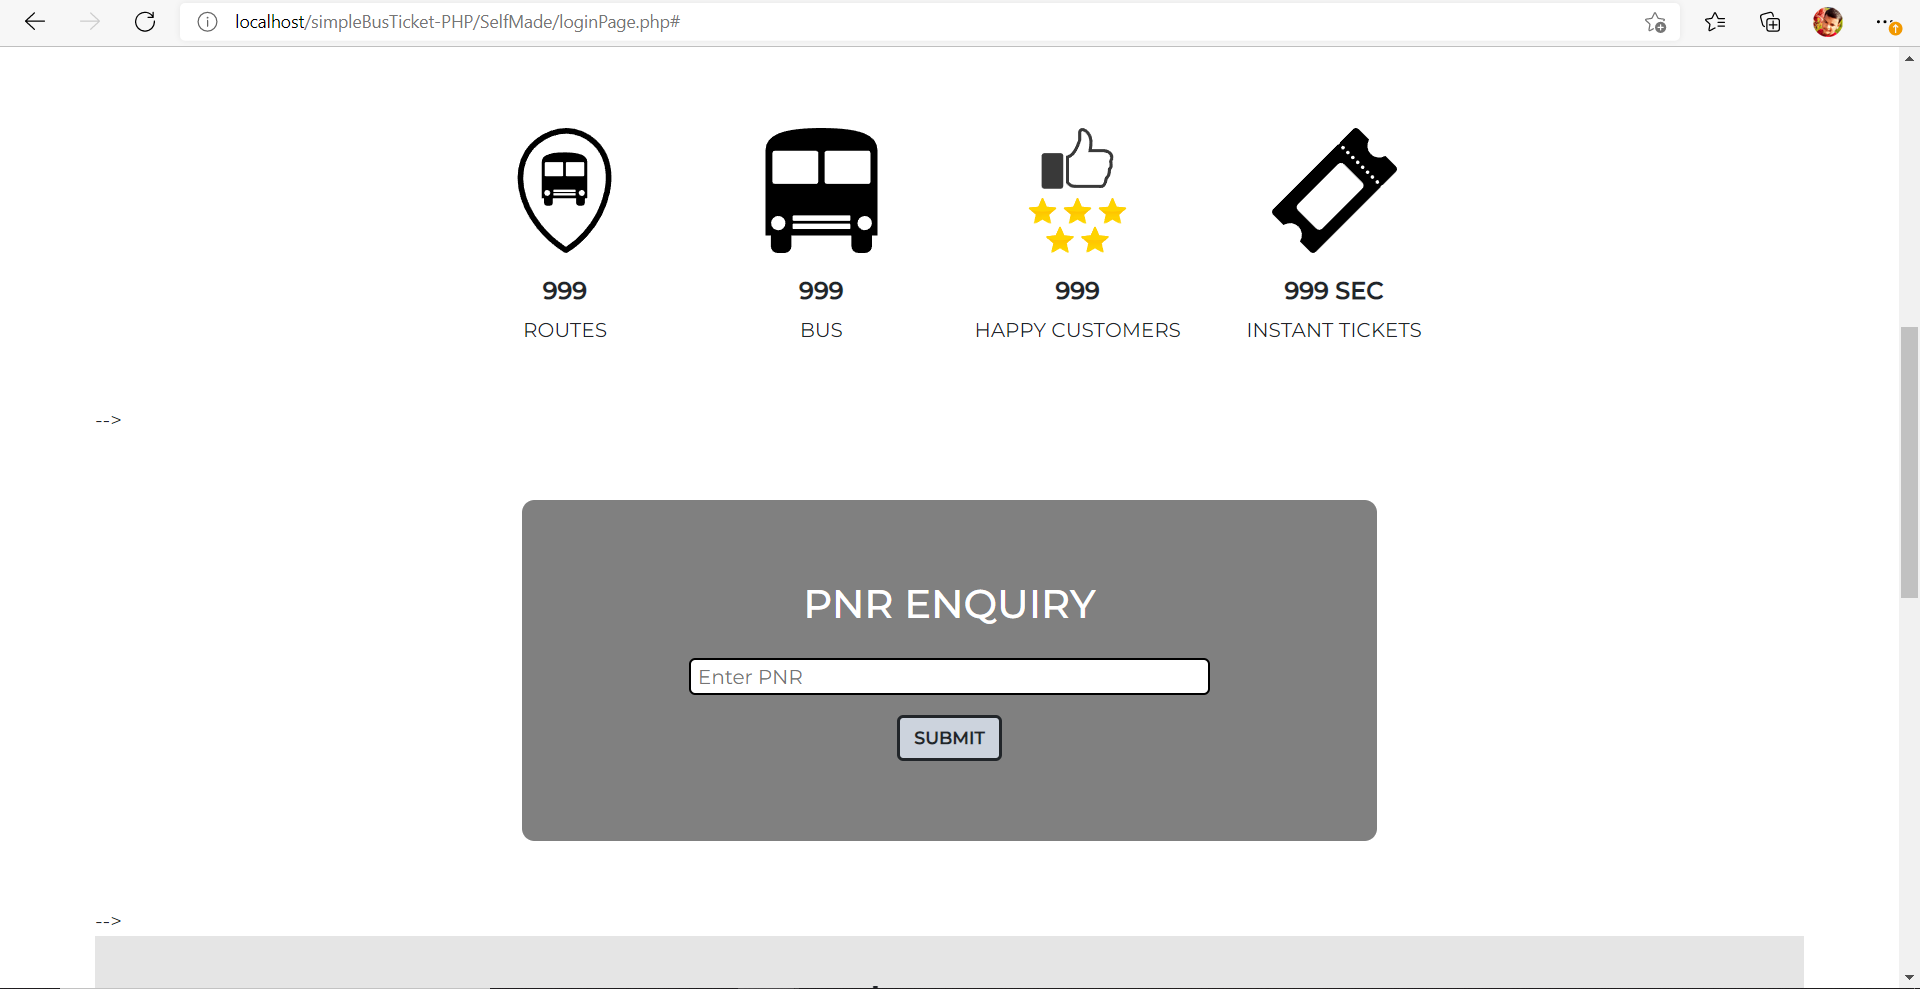 localhost/simpleBusTicket-PHP/SelfMade/loginPage.php#
999 999 999 999 SEC
ROUTES BUS HAPPY CUSTOMERS INSTANT TICKETS
-->
PNR ENQUIRY
Enter PNR
SUBMIT
-->